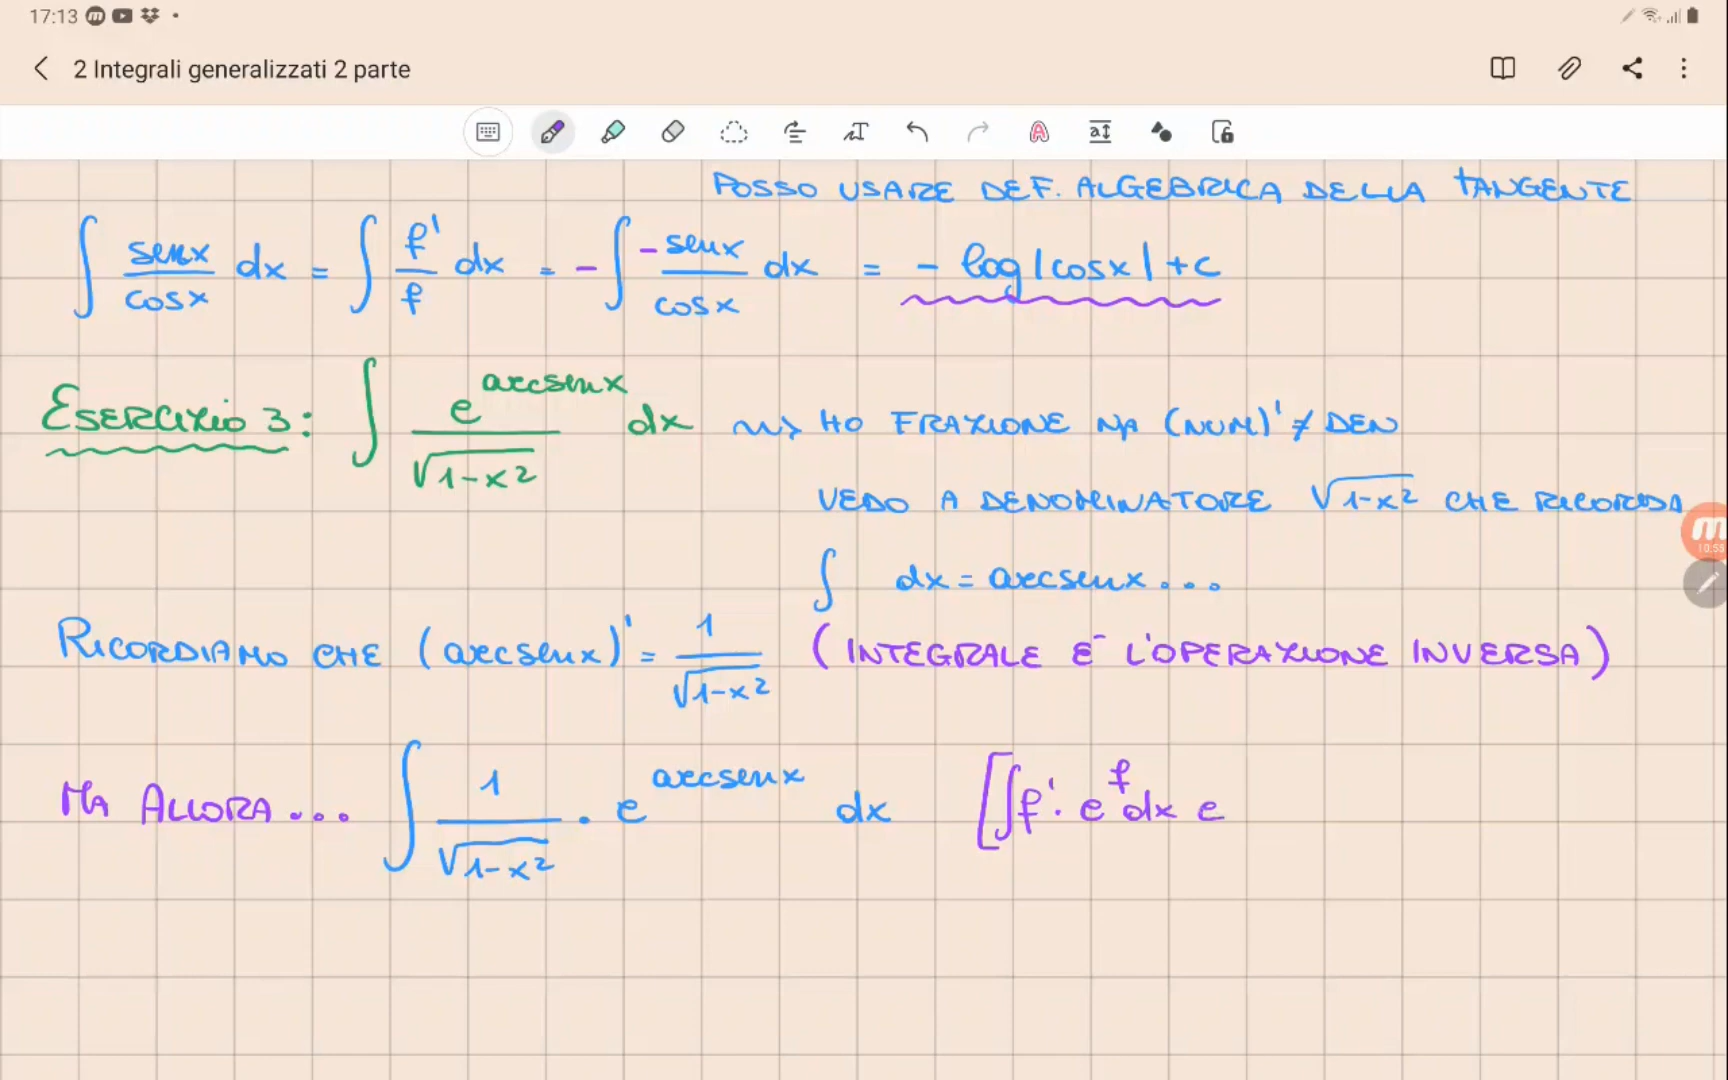 17:13
2 Integrali generalizzati 2 parte
POSSO USARE DEF. ALGEBRICA DELLA TANGENTE
∫ senx/cosx dx = ∫ f'/f dx = -∫ -senx/cosx dx = - log|cosx|+c
ESERCIZIO 3: ∫ e^arcsenx/√1-x² dx ~> HO FRAZIONE MA (NUM)' ≠ DEN
VEDO A DENOMINATORE √1-x² CHE RICORDA
∫ dx = arcsenx...
RICORDIAMO CHE (arcsenx)' = 1/√1-x² (INTEGRALE E' L'OPERAZIONE INVERSA)
MA ALLORA... ∫ 1/√1-x² · e^arcsenx dx [∫f'· e^f dx e
10:55